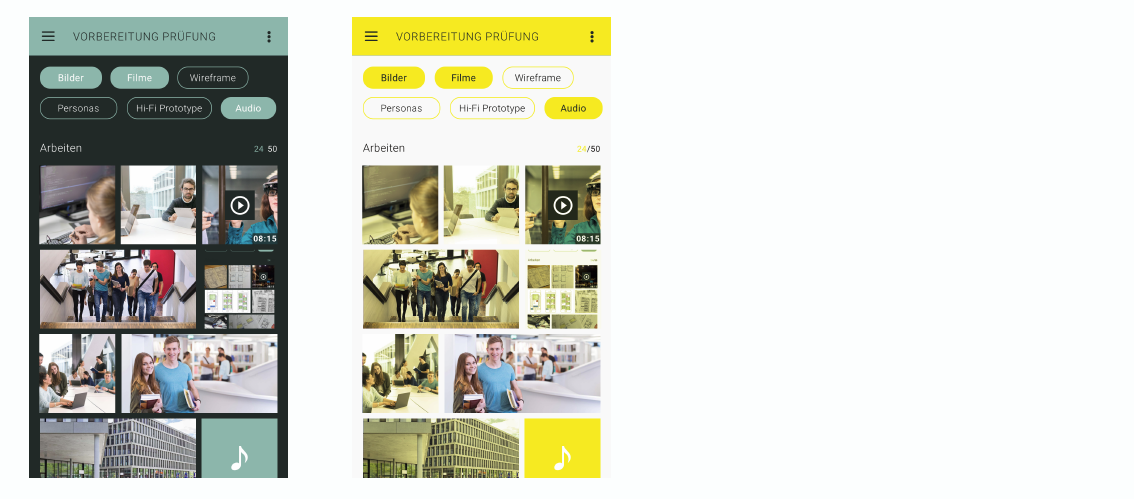 VORBEREITUNG PRÜFUNG
Bilder Filme Wireframe
Personas Hi-Fi Prototype Audio
Arbeiten 24 50
08:15
VORBEREITUNG PRÜFUNG
Bilder Filme Wireframe
Personas Hi-Fi Prototype Audio
Arbeiten 24/50
08:15